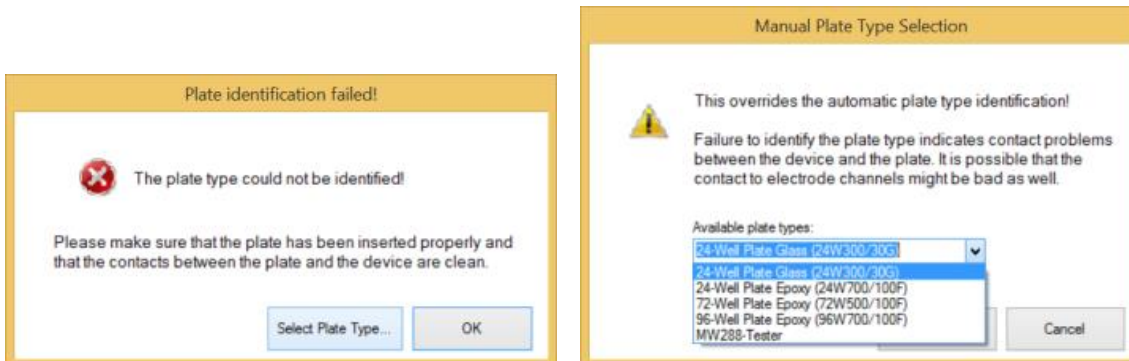 Plate identification failed!
The plate type could not be identified!
Please make sure that the plate has been inserted properly and
that the contacts between the plate and the device are clean.
Select Plate Type...
OK
Manual Plate Type Selection
This overrides the automatic plate type identification!
Failure to identify the plate type indicates contact problems
between the device and the plate. It is possible that the
contact to electrode channels might be bad as well.
Available plate types:
24-Well Plate Glass (24W300/30G)
24-Well Plate Glass (24W300/30G)
24-Well Plate Epoxy (24W700/100F)
72-Well Plate Epoxy (72W500/100F)
96-Well Plate Epoxy (96W700/100F)
MW288-Tester
Cancel